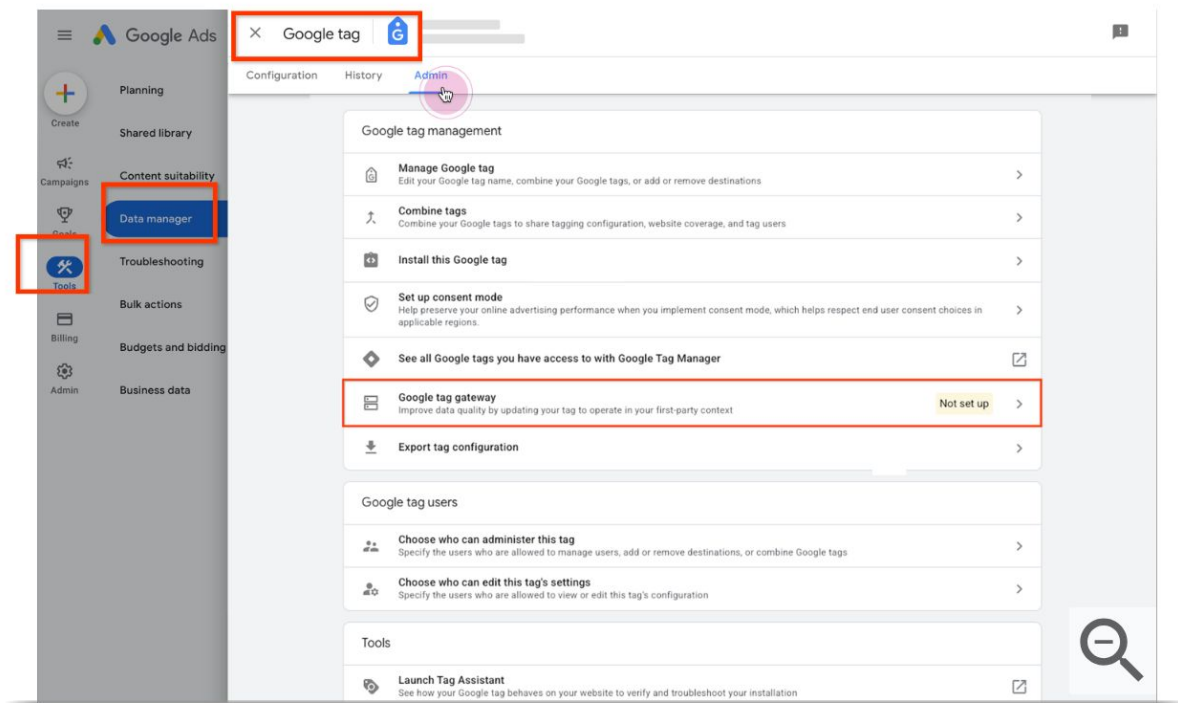 Google Ads
Google tag
G
Configuration
History
Admin
Create
Campaigns
Goals
Tools
Billing
Admin
Planning
Shared library
Content suitability
Data manager
Troubleshooting
Bulk actions
Budgets and bidding
Business data
Google tag management
Manage Google tag
Edit your Google tag name, combine your Google tags, or add or remove destinations
Combine tags
Combine your Google tags to share tagging configuration, website coverage, and tag users
Install this Google tag
Set up consent mode
Help preserve your online advertising performance when you implement consent mode, which helps respect end user consent choices in
applicable regions.
See all Google tags you have access to with Google Tag Manager
Google tag gateway
Improve data quality by updating your tag to operate in your first-party context
Not set up
Export tag configuration
Google tag users
Choose who can administer this tag
Specify the users who are allowed to manage users, add or remove destinations, or combine Google tags
Choose who can edit this tag's settings
Specify the users who are allowed to view or edit this tag's configuration
Tools
Launch Tag Assistant
See how your Google tag behaves on your website to verify and troubleshoot your installation